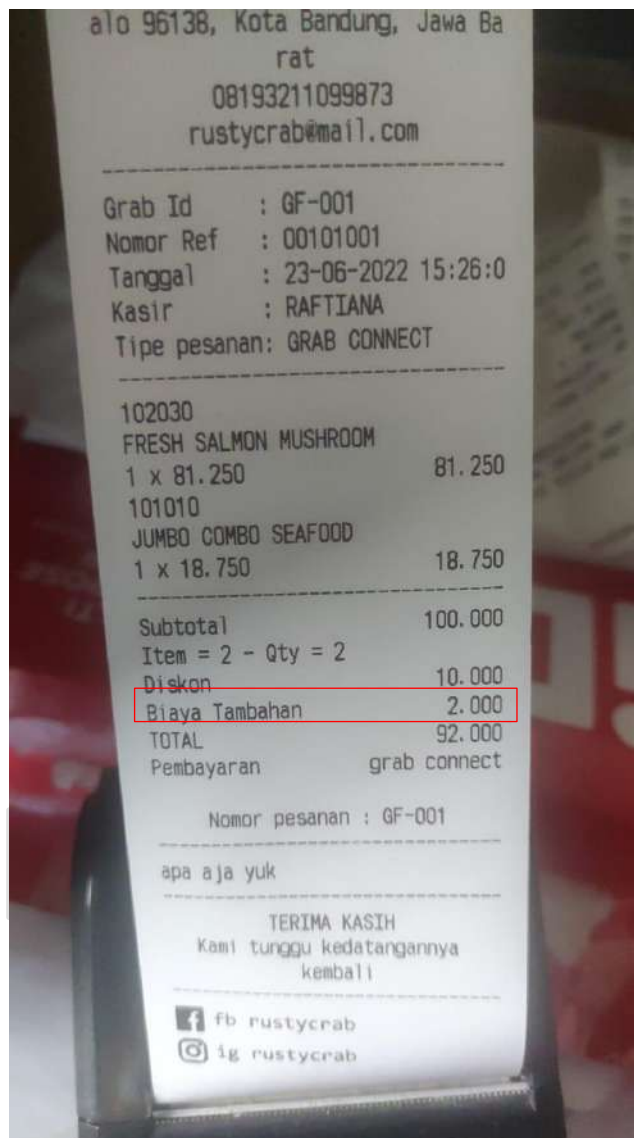 alo 96138, Kota Bandung, Jawa Ba
rat
08193211099873
rustycrab@mail.com
Grab Id : GF-001
Nomor Ref : 00101001
Tanggal : 23-06-2022 15:26:0
Kasir : RAFTIANA
Tipe pesanan: GRAB CONNECT
102030
FRESH SALMON MUSHROOM
1 x 81.250 81.250
101010
JUMBO COMBO SEAFOOD
1 x 18.750 18.750
Subtotal 100.000
Item = 2 - Qty = 2
Diskon 10.000
Biaya Tambahan 2.000
TOTAL 92.000
Pembayaran grab connect
Nomor pesanan : GF-001
apa aja yuk
TERIMA KASIH
Kami tunggu kedatangannya
kembali
fb rustycrab
ig rustycrab